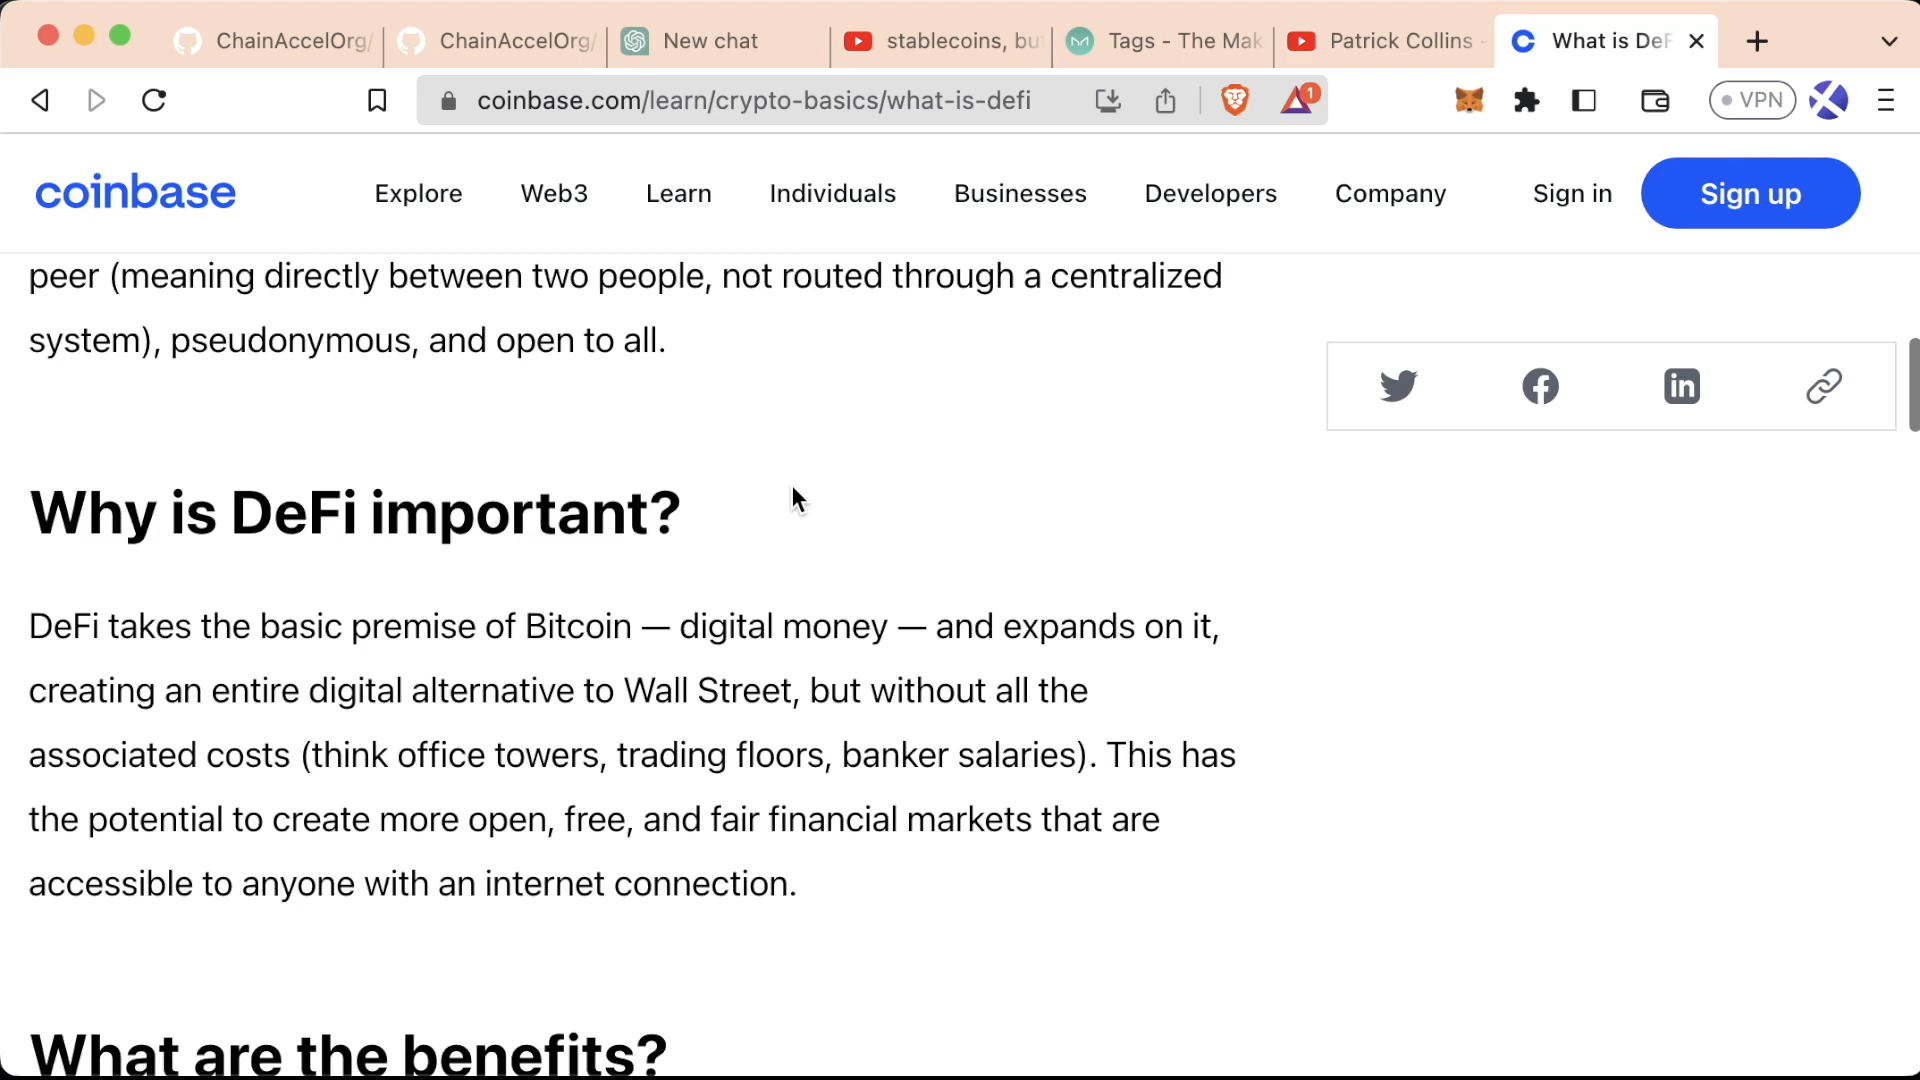 ChainAccelOrg/
ChainAccelOrg/
New chat
stablecoins, bu
Tags - The Mak
Patrick Collins -
What is DeF
coinbase.com/learn/crypto-basics/what-is-defi
1
VPN
coinbase
Explore
Web3
Learn
Individuals
Businesses
Developers
Company
Sign in
Sign up
peer (meaning directly between two people, not routed through a centralized
system), pseudonymous, and open to all.
Why is DeFi important?
DeFi takes the basic premise of Bitcoin — digital money — and expands on it,
creating an entire digital alternative to Wall Street, but without all the
associated costs (think office towers, trading floors, banker salaries). This has
the potential to create more open, free, and fair financial markets that are
accessible to anyone with an internet connection.
What are the benefits?